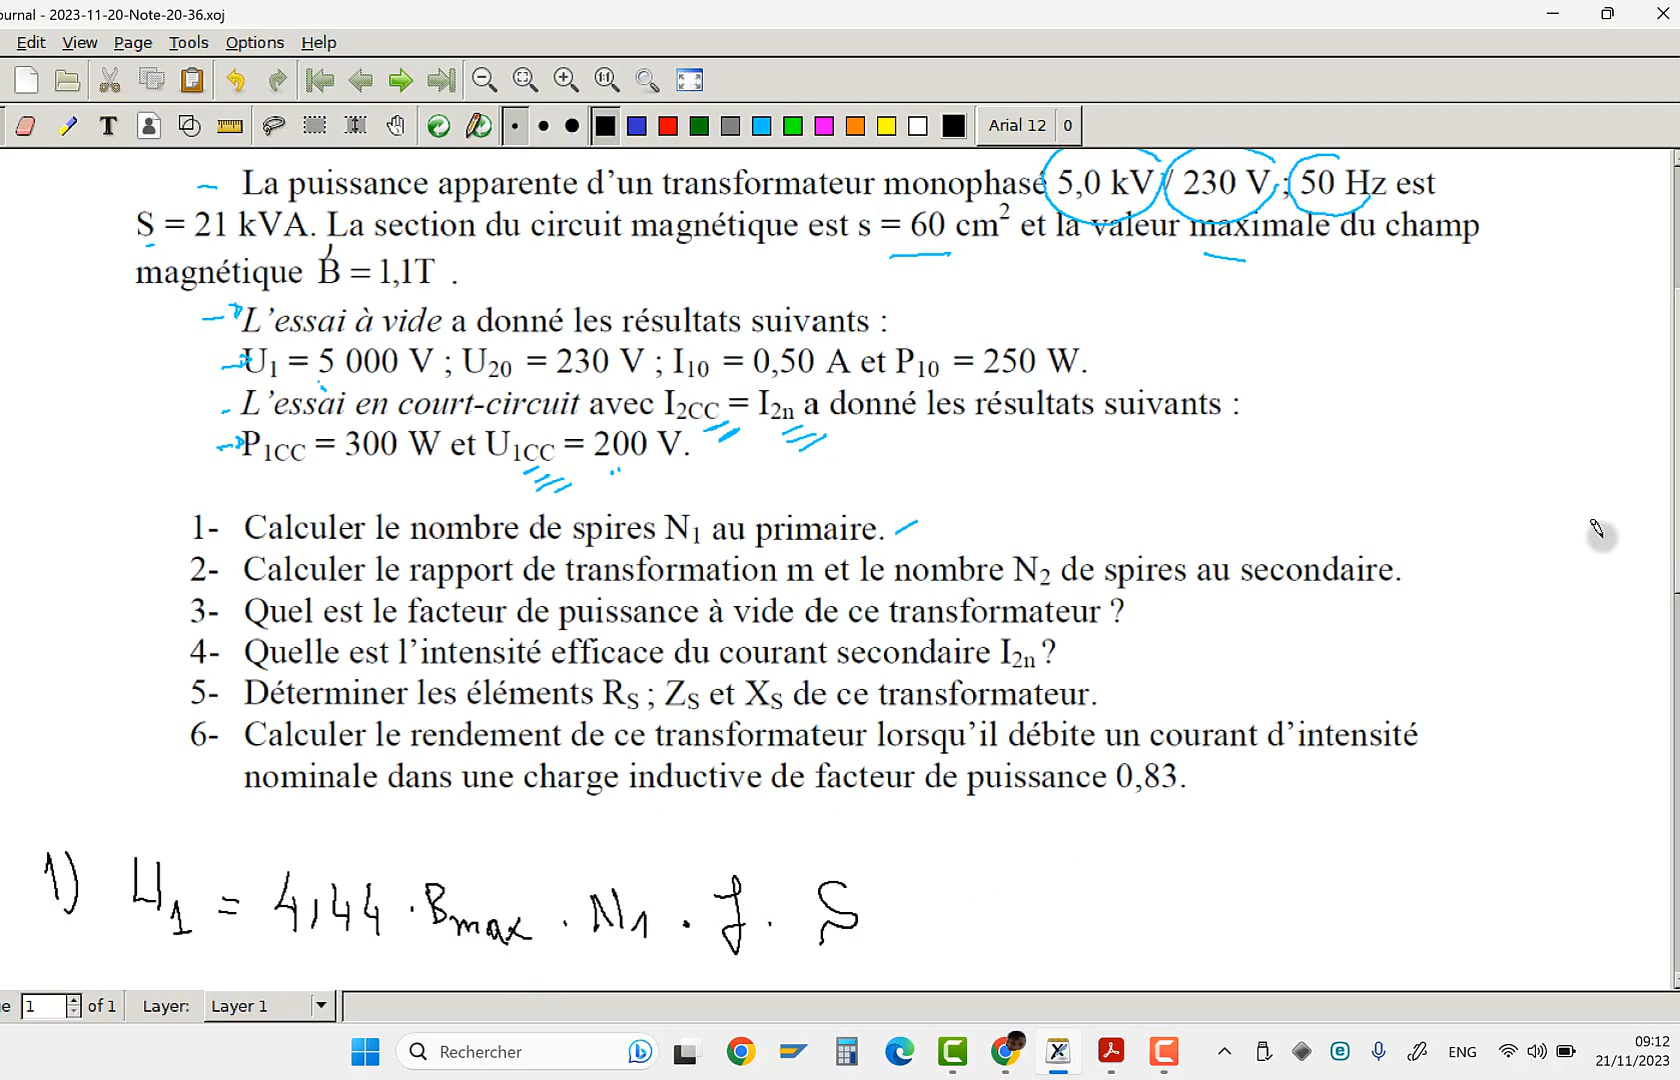 ournal - 2023-11-20-Note-20-36.xoj
Edit View Page Tools Options Help
Arial 12 0
La puissance apparente d'un transformateur monophasé 5,0 kV / 230 V ; 50 Hz est
S = 21 kVA. La section du circuit magnétique est s = 60 cm² et la valeur maximale du champ
magnétique B̂ = 1,1T .
L'essai à vide a donné les résultats suivants :
U₁ = 5 000 V ; U₂₀ = 230 V ; I₁₀ = 0,50 A et P₁₀ = 250 W.
L'essai en court-circuit avec I2CC = I2n a donné les résultats suivants :
P1CC = 300 W et U1CC = 200 V.
1- Calculer le nombre de spires N₁ au primaire.
2- Calculer le rapport de transformation m et le nombre N₂ de spires au secondaire.
3- Quel est le facteur de puissance à vide de ce transformateur ?
4- Quelle est l'intensité efficace du courant secondaire I2n ?
5- Déterminer les éléments RS ; ZS et XS de ce transformateur.
6- Calculer le rendement de ce transformateur lorsqu'il débite un courant d'intensité
nominale dans une charge inductive de facteur de puissance 0,83.
1) U₁ = 4,44 . Bmax . N₁ . f . S
e 1 of 1 Layer: Layer 1
Rechercher ENG 09:12
21/11/2023